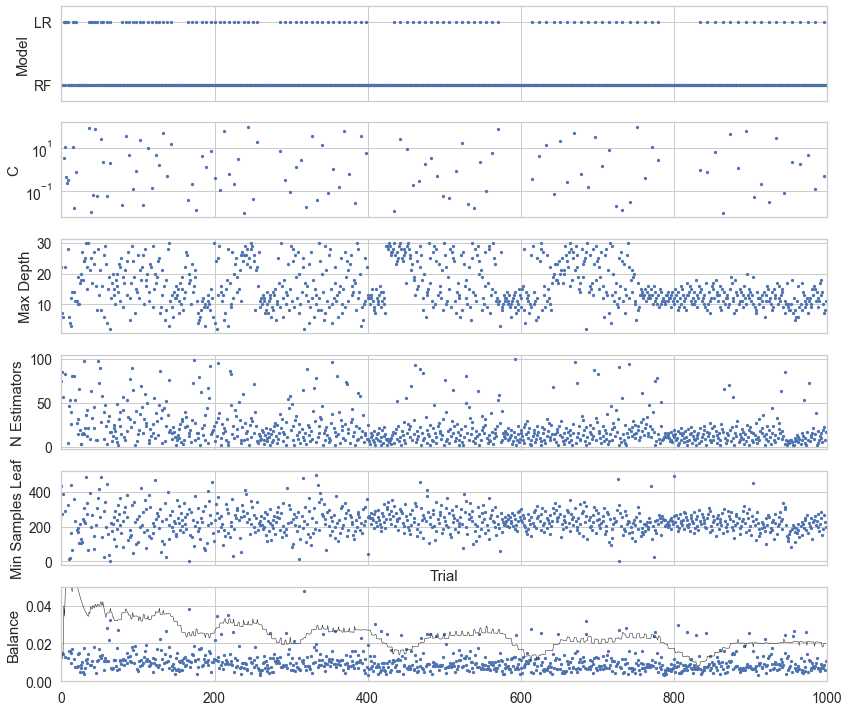 LR
RF
Model
10^1
10^-1
C
30
20
10
Max Depth
100
50
0
N Estimators
400
200
0
Min Samples Leaf
Trial
0.04
0.02
0.00
Balance
0 200 400 600 800 1000